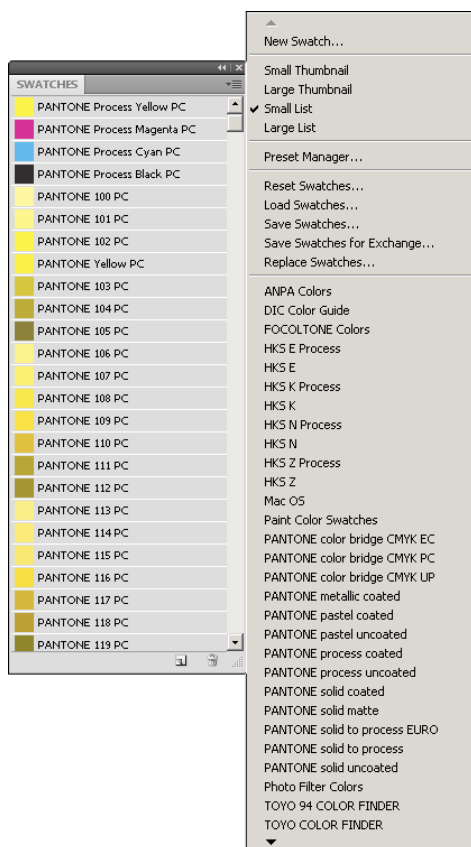 SWATCHES
PANTONE Process Yellow PC
PANTONE Process Magenta PC
PANTONE Process Cyan PC
PANTONE Process Black PC
PANTONE 100 PC
PANTONE 101 PC
PANTONE 102 PC
PANTONE Yellow PC
PANTONE 103 PC
PANTONE 104 PC
PANTONE 105 PC
PANTONE 106 PC
PANTONE 107 PC
PANTONE 108 PC
PANTONE 109 PC
PANTONE 110 PC
PANTONE 111 PC
PANTONE 112 PC
PANTONE 113 PC
PANTONE 114 PC
PANTONE 115 PC
PANTONE 116 PC
PANTONE 117 PC
PANTONE 118 PC
PANTONE 119 PC
New Swatch...
Small Thumbnail
Large Thumbnail
Small List
Large List
Preset Manager...
Reset Swatches...
Load Swatches...
Save Swatches...
Save Swatches for Exchange...
Replace Swatches...
ANPA Colors
DIC Color Guide
FOCOLTONE Colors
HKS E Process
HKS E
HKS K Process
HKS K
HKS N Process
HKS N
HKS Z Process
HKS Z
Mac OS
Paint Color Swatches
PANTONE color bridge CMYK EC
PANTONE color bridge CMYK PC
PANTONE color bridge CMYK UP
PANTONE metallic coated
PANTONE pastel coated
PANTONE pastel uncoated
PANTONE process coated
PANTONE process uncoated
PANTONE solid coated
PANTONE solid matte
PANTONE solid to process EURO
PANTONE solid to process
PANTONE solid uncoated
Photo Filter Colors
TOYO 94 COLOR FINDER
TOYO COLOR FINDER